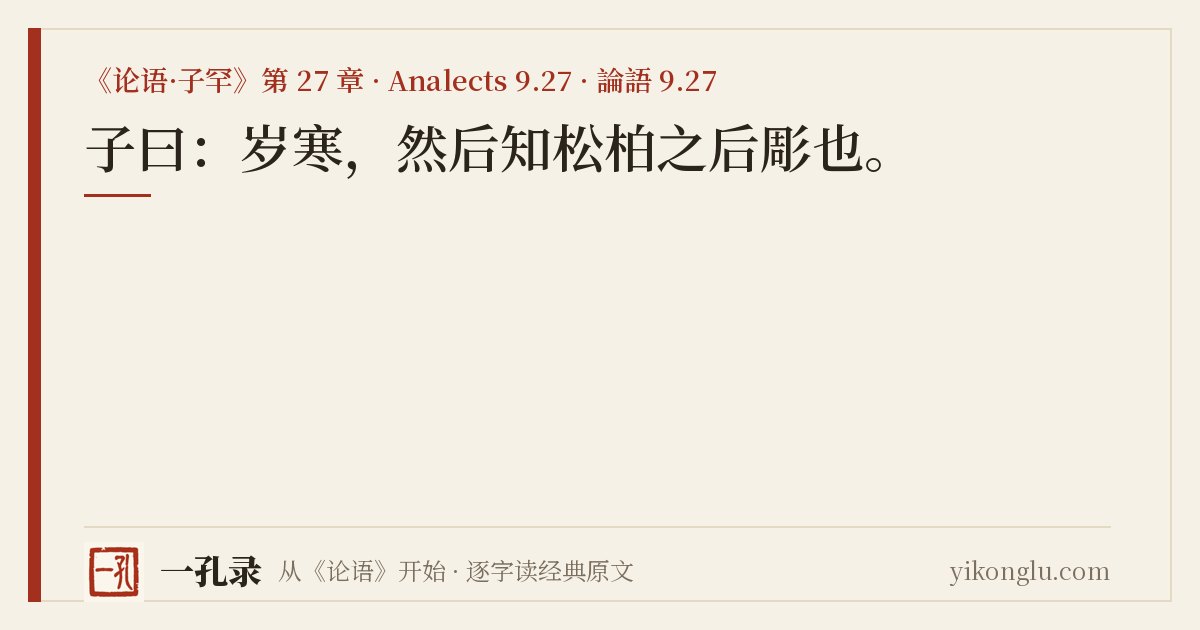 《论语·子罕》第 27 章 · Analects 9.27 · 論語 9.27
子曰：岁寒，然后知松柏之后彫也。
一孔
一孔录 从《论语》开始 · 逐字读经典原文 yikonglu.com